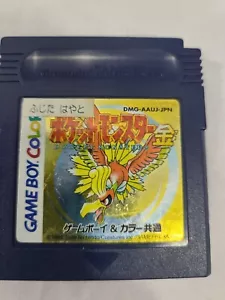 ふじた はやと
DMG-AAUJ-JPN
ポケットモンスター金
GAME BOY COLOR
ゲームボーイ&カラー共通